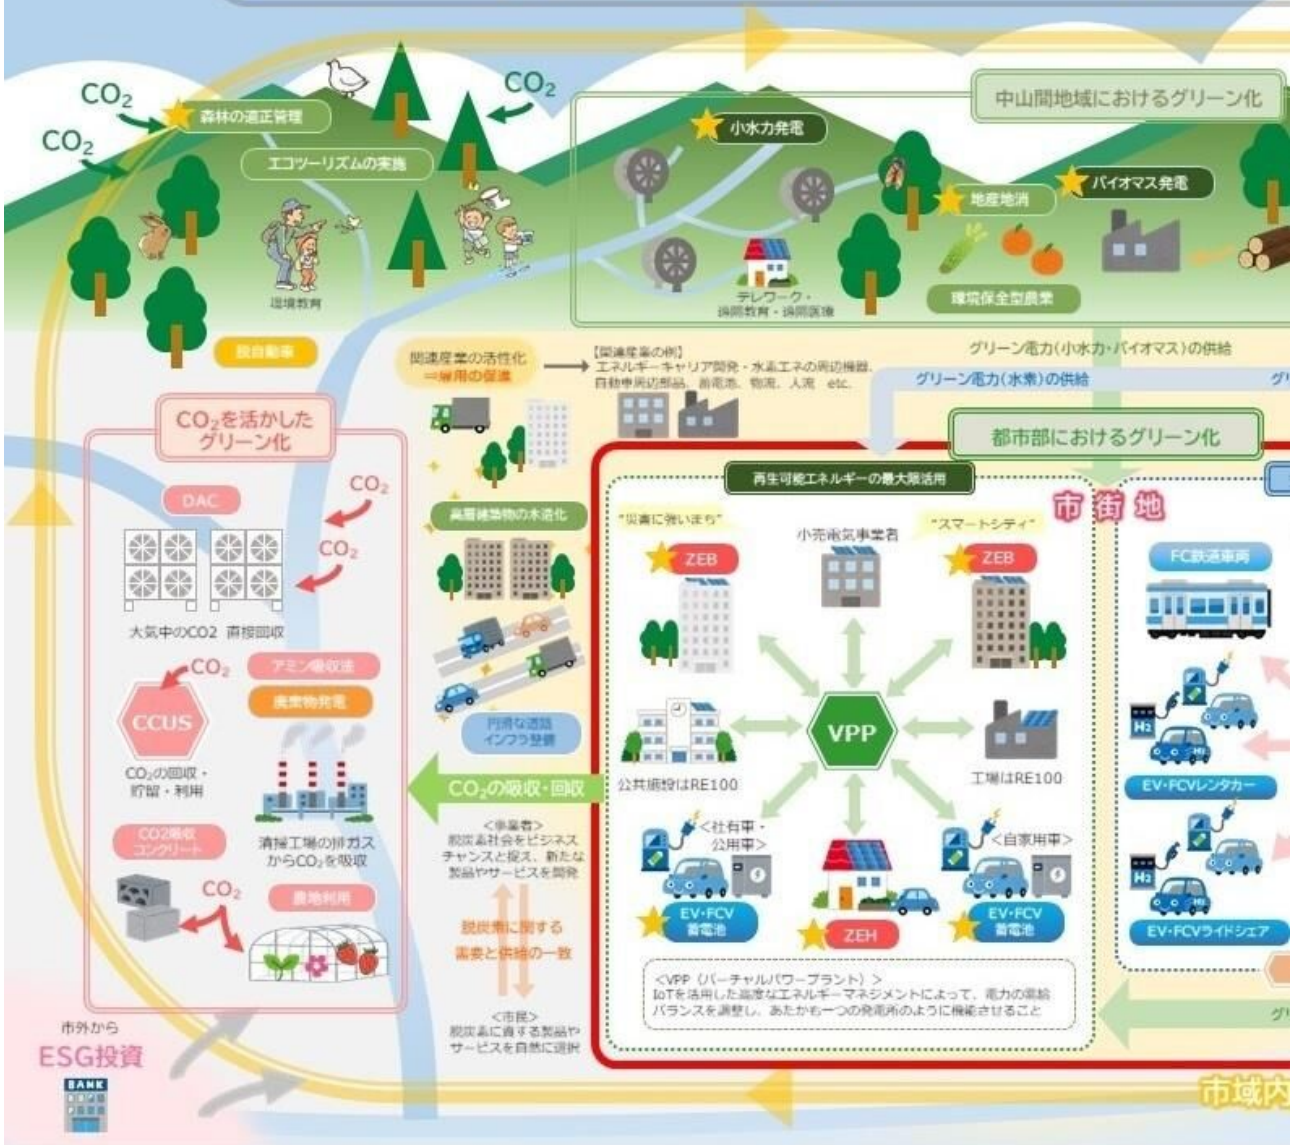 CO₂
CO₂
森林の適正管理
エコツーリズムの実施
CO₂
環境教育
中山間地域におけるグリーン化
小水力発電
地産地消
バイオマス発電
環境保全型農業
テレワーク・
遠隔教育・遠隔医療
脱自動車
関連産業の活性化
⇒雇用の促進
【関連産業の例】
エネルギーキャリア開発・水素エネの周辺機器、
自動車周辺部品、蓄電池、物流、人流 etc.
グリーン電力(小水力・バイオマス)の供給
グリーン電力(水素)の供給
グリ
CO₂を活かした
グリーン化
DAC
CO₂
CO₂
大気中のCO2 直接回収
CO₂
アミン吸収法
廃棄物発電
CCUS
CO₂の回収・
貯留・利用
清掃工場の排ガス
からCO₂を吸収
CO2吸収
コンクリート
CO₂
農地利用
高層建築物の木造化
円滑な道路
インフラ整備
CO₂の吸収・回収
<事業者>
脱炭素社会をビジネス
チャンスと捉え、新たな
製品やサービスを開発
脱炭素に関する
需要と供給の一致
<市民>
脱炭素に資する製品や
サービスを自然に選択
都市部におけるグリーン化
再生可能エネルギーの最大限活用
市街地
"災害に強いまち"
ZEB
小売電気事業者
"スマートシティ"
ZEB
VPP
公共施設はRE100
工場はRE100
<社有車・
公用車>
EV・FCV
蓄電池
ZEH
<自家用車>
EV・FCV
蓄電池
<VPP（バーチャルパワープラント）>
IoTを活用した高度なエネルギーマネジメントによって、電力の需給
バランスを調整し、あたかも一つの発電所のように機能させること
FC鉄道車両
H2
EV・FCVレンタカー
H2
EV・FCVライドシェア
グリ
市外から
ESG投資
BANK
市域内